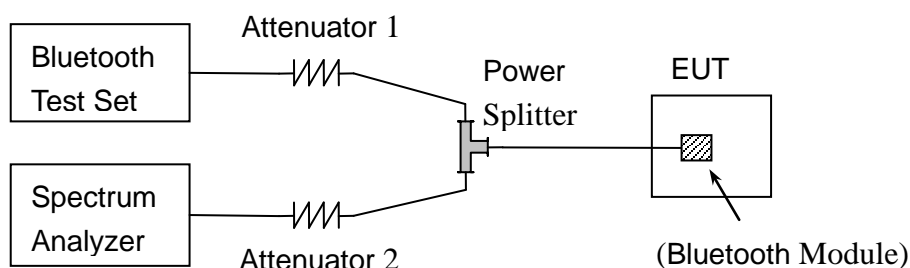 Attenuator 1
Bluetooth
Test Set
Power
Splitter
EUT
Spectrum
Analyzer
Attenuator 2
(Bluetooth Module)